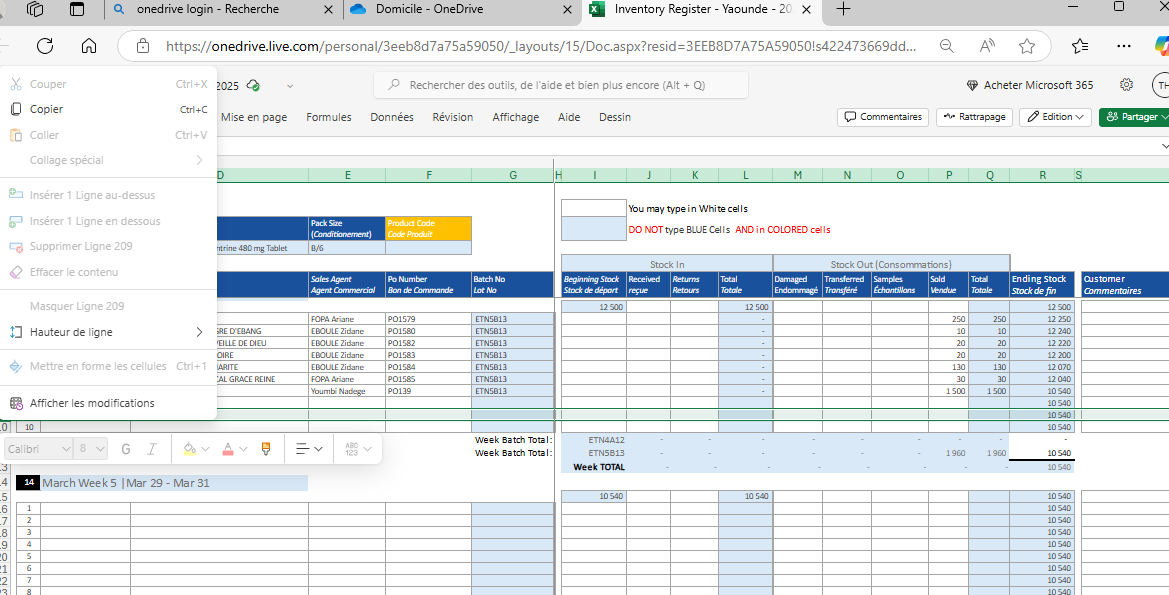 onedrive login - Recherche
Domicile - OneDrive
Inventory Register - Yaounde - 20
https://onedrive.live.com/personal/3eeb8d7a75a59050/_layouts/15/Doc.aspx?resid=3EEB8D7A75A59050!s422473669dd...
2025
Rechercher des outils, de l'aide et bien plus encore (Alt + Q)
Acheter Microsoft 365
TH
Mise en page Formules Données Révision Affichage Aide Dessin
Commentaires Rattrapage Edition Partager
Couper Ctrl+X
Copier Ctrl+C
Coller Ctrl+V
Collage spécial
Insérer 1 Ligne au-dessus
Insérer 1 Ligne en dessous
Supprimer Ligne 209
Effacer le contenu
Masquer Ligne 209
Hauteur de ligne
Mettre en forme les cellules Ctrl+1
Afficher les modifications
Calibri 8 G I A ABC 123
D E F G H I J K L M N O P Q R S
You may type in White cells
DO NOT type BLUE Cells AND in COLORED cells
Pack Size (Conditionement)
Product Code Code Produit
ntrine 480 mg Tablet B/6
Stock In Stock Out (Consommations)
Sales Agent Agent Commercial
Po Number Bon de Commande
Batch No Lot No
Beginning Stock Stock de départ
Received reçue
Returns Retours
Total Totale
Damaged Endommagé
Transferred Transféré
Samples Échantillons
Sold Vendue
Total Totale
Ending Stock Stock de fin
Customer Commentaires
12 500 12 500 12 500
FOPA Ariane PO1579 ETN5B13 - 250 250 12 250
GRE D'EBANG EBOULE Zidane PO1580 ETN5B13 - 10 10 12 240
VEILLE DE DIEU EBOULE Zidane PO1582 ETN5B13 - 20 20 12 220
OIRE EBOULE Zidane PO1583 ETN5B13 - 20 20 12 200
ARITE EBOULE Zidane PO1584 ETN5B13 - 130 130 12 070
CAL GRACE REINE FOPA Ariane PO1585 ETN5B13 - 30 30 12 040
Youmbi Nadege PO139 ETN5B13 - 1 500 1 500 10 540
10 540
10 540
10 10 540
Week Batch Total: ETN4A12 - - - - - - - - - -
Week Batch Total: ETN5B13 - - - - - - - 1 960 1 960 10 540
Week TOTAL - - - - - - - - 10 540
14 March Week 5 | Mar 29 - Mar 31
10 540 10 540 10 540
1 10 540
2 10 540
3 10 540
4 10 540
5 10 540
6 10 540
7 10 540
8 10 540